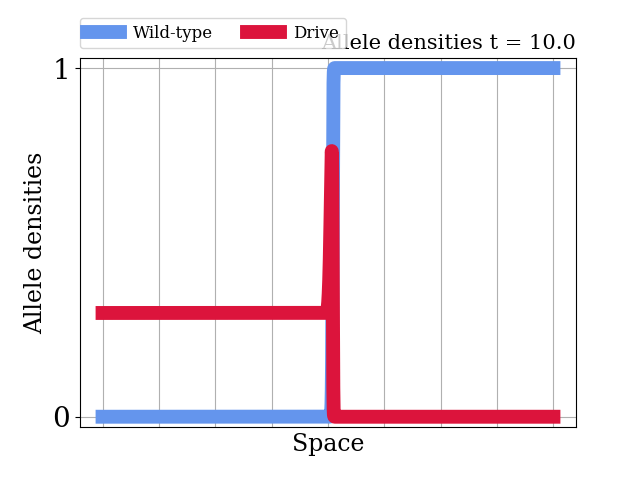 Wild-type Drive
Allele densities t = 10.0
1
Allele densities
0
Space